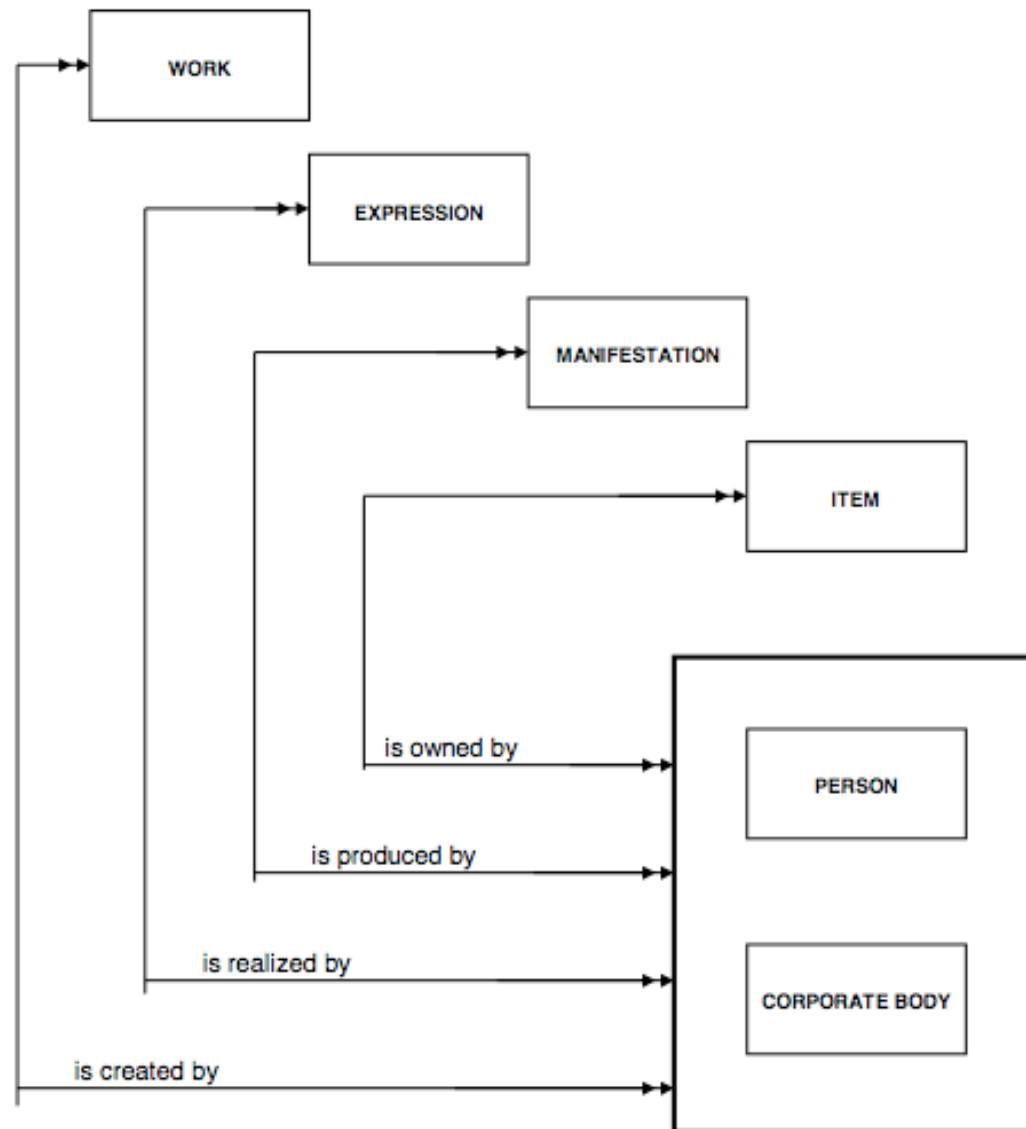 WORK
EXPRESSION
MANIFESTATION
ITEM
is owned by
PERSON
is produced by
is realized by
CORPORATE BODY
is created by